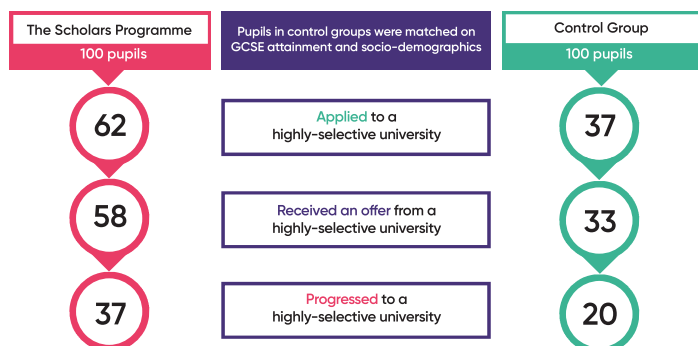 The Scholars Programme
100 pupils
Pupils in control groups were matched on
GCSE attainment and socio-demographics
Control Group
100 pupils
62
Applied to a
highly-selective university
37
58
Received an offer from a
highly-selective university
33
37
Progressed to a
highly-selective university
20